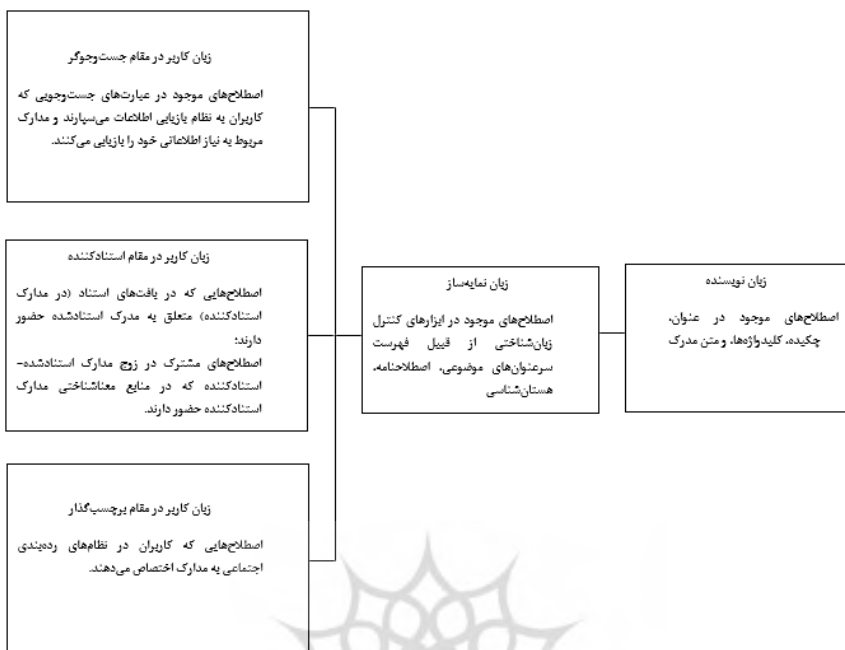 زبان نویسنده
اصطلاح‌های موجود در عنوان،
چکیده، کلیدواژه‌ها، و متن مدرک
زبان نمایه‌ساز
اصطلاح‌های موجود در ابزارهای کنترل
زبان‌شناختی از قبیل فهرست
سرعنوان‌های موضوعی، اصطلاحنامه،
هستان‌شناسی
زبان کاربر در مقام جست‌وجوگر
اصطلاح‌های موجود در عبارت‌های جست‌وجویی که
کاربران به نظام بازیابی اطلاعات می‌سپارند و مدارک
مربوط به نیاز اطلاعاتی خود را بازیابی می‌کنند.
زبان کاربر در مقام استنادکننده
اصطلاح‌هایی که در بافت‌های استناد (در مدارک
استنادکننده) متعلق به مدرک استنادشده حضور
دارند؛
اصطلاح‌های مشترک در زوج مدارک استنادشده-
استنادکننده که در منابع معناشناختی مدارک
استنادکننده حضور دارند.
زبان کاربر در مقام برچسب‌گذار
اصطلاح‌هایی که کاربران در نظام‌های رده‌بندی
اجتماعی به مدارک اختصاص می‌دهند.